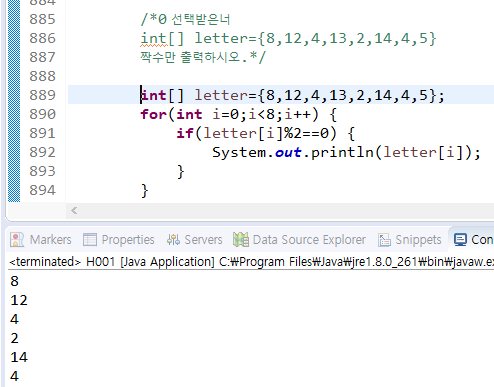 884
885 /*0 선택받은너
886 int[] letter={8,12,4,13,2,14,4,5}
887 짝수만 출력하시오.*/
888
889 int[] letter={8,12,4,13,2,14,4,5};
890 for(int i=0;i<8;i++) {
891 if(letter[i]%2==0) {
892 System.out.println(letter[i]);
893 }
894 }
Markers Properties Servers Data Source Explorer Snippets Con
<terminated> H001 [Java Application] C:₩Program Files₩Java₩jre1.8.0_261₩bin₩javaw.ex
8
12
4
2
14
4